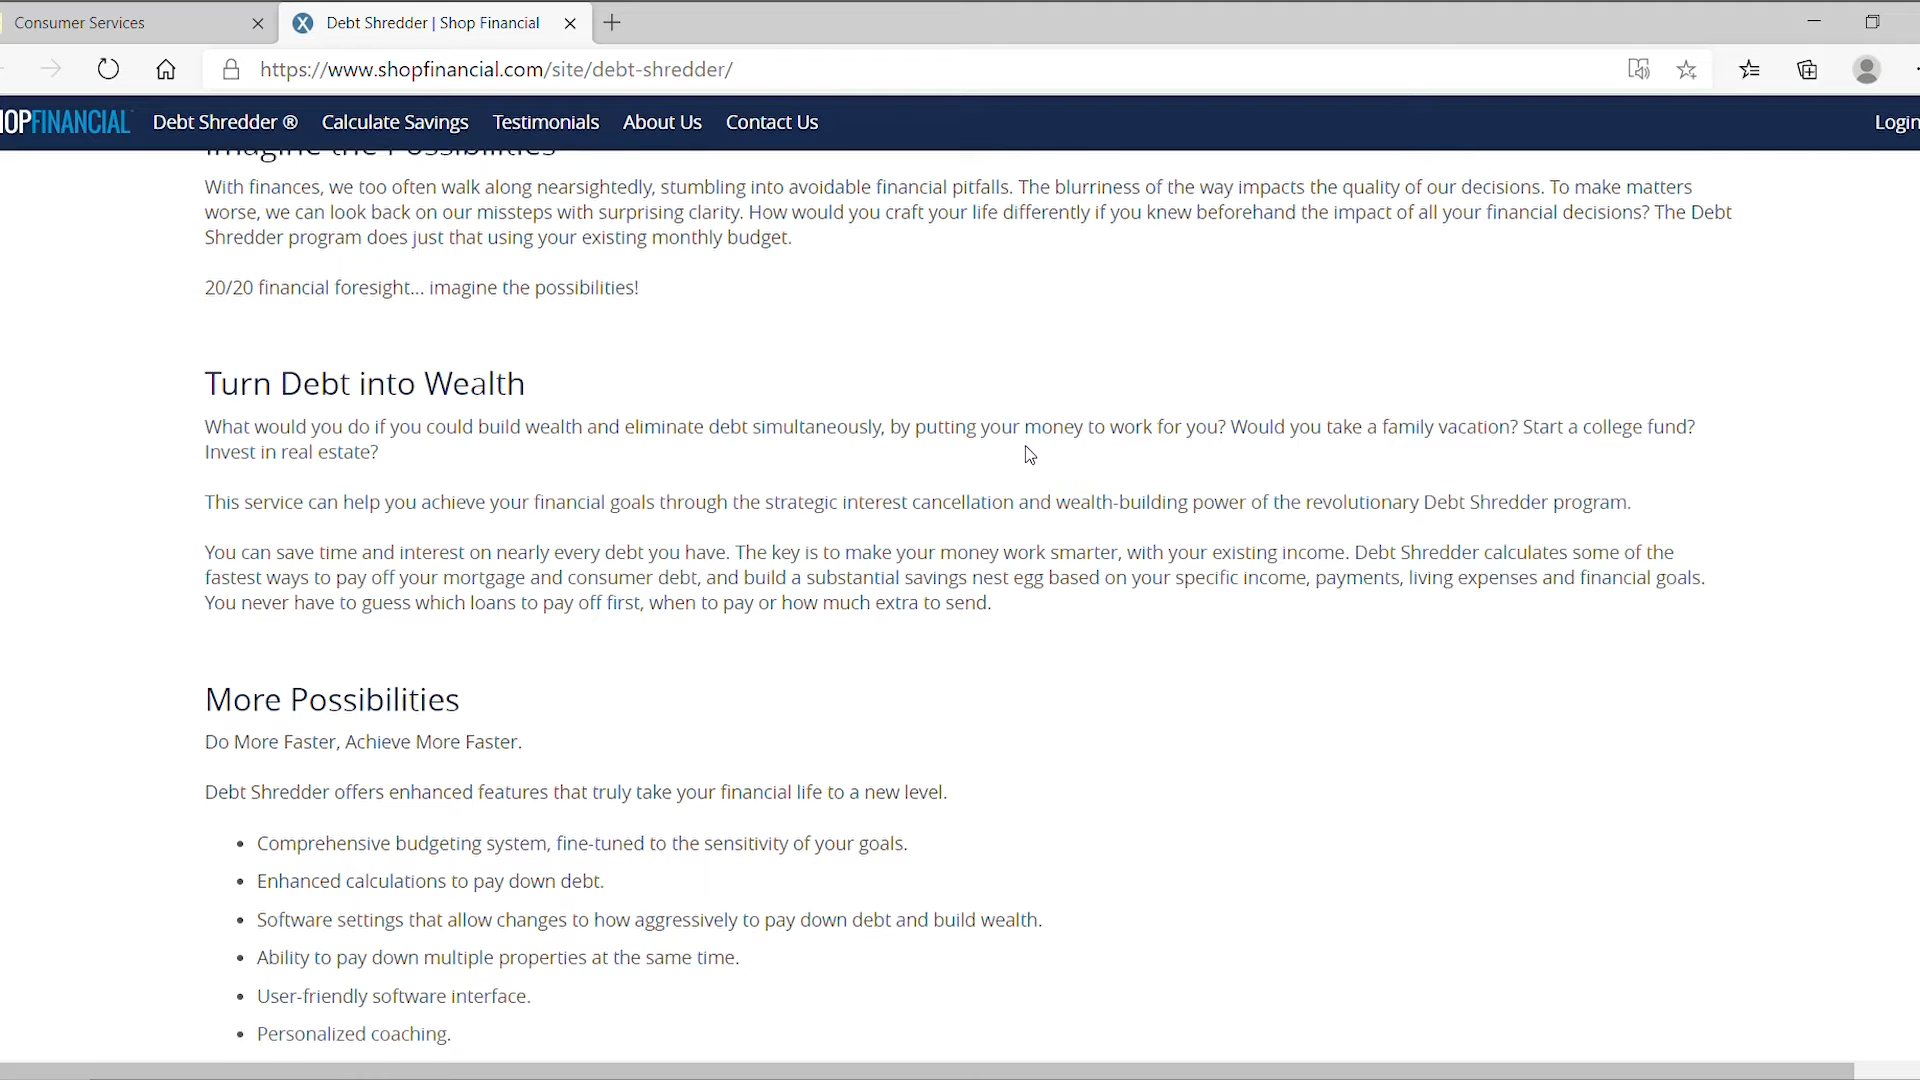 Consumer Services
Debt Shredder | Shop Financial
https://www.shopfinancial.com/site/debt-shredder/
HOPFINANCIAL
Debt Shredder ®
Calculate Savings
Testimonials
About Us
Contact Us
Login
Imagine the Possibilities
With finances, we too often walk along nearsightedly, stumbling into avoidable financial pitfalls. The blurriness of the way impacts the quality of our decisions. To make matters
worse, we can look back on our missteps with surprising clarity. How would you craft your life differently if you knew beforehand the impact of all your financial decisions? The Debt
Shredder program does just that using your existing monthly budget.
20/20 financial foresight... imagine the possibilities!
Turn Debt into Wealth
What would you do if you could build wealth and eliminate debt simultaneously, by putting your money to work for you? Would you take a family vacation? Start a college fund?
Invest in real estate?
This service can help you achieve your financial goals through the strategic interest cancellation and wealth-building power of the revolutionary Debt Shredder program.
You can save time and interest on nearly every debt you have. The key is to make your money work smarter, with your existing income. Debt Shredder calculates some of the
fastest ways to pay off your mortgage and consumer debt, and build a substantial savings nest egg based on your specific income, payments, living expenses and financial goals.
You never have to guess which loans to pay off first, when to pay or how much extra to send.
More Possibilities
Do More Faster, Achieve More Faster.
Debt Shredder offers enhanced features that truly take your financial life to a new level.
• Comprehensive budgeting system, fine-tuned to the sensitivity of your goals.
• Enhanced calculations to pay down debt.
• Software settings that allow changes to how aggressively to pay down debt and build wealth.
• Ability to pay down multiple properties at the same time.
• User-friendly software interface.
• Personalized coaching.